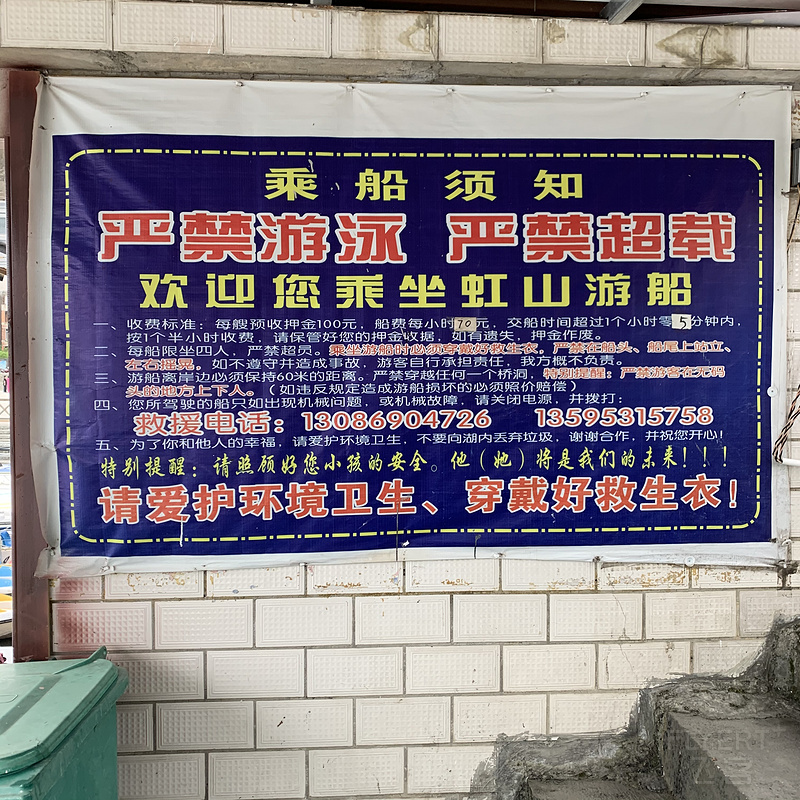 乘船须知
严禁游泳 严禁超载
欢迎您乘坐虹山游船
一、收费标准：每艘预收押金100元，船费每小时70元，交船时间超过1个小时零5分钟内，
按1个半小时收费，请保管好您的押金收据，如有遗失，押金作废。
每船限坐四人，严禁超员。乘坐游船时必须穿戴好救生衣。严禁在船头、船尾上站立、
左右摇晃。如不遵守并造成事故，游客自行承担责任，我方概不负责。
三、游船离岸边必须保持60米的距离。严禁穿越任何一个桥洞，特别提醒：严禁游客在无码
头的地方上下人。（如违反规定造成游船损坏的必须照价赔偿）
四、您所驾驶的船只如出现机械问题，或机械故障，请关闭电源，并拨打：
救援电话：13086904726 13595315758
五、为了你和他人的幸福，请爱护环境卫生，不要向湖内丢弃垃圾，谢谢合作，并祝您开心！
特别提醒：请照顾好您小孩的安全。他（她）将是我们的未来！！！
请爱护环境卫生、穿戴好救生衣！